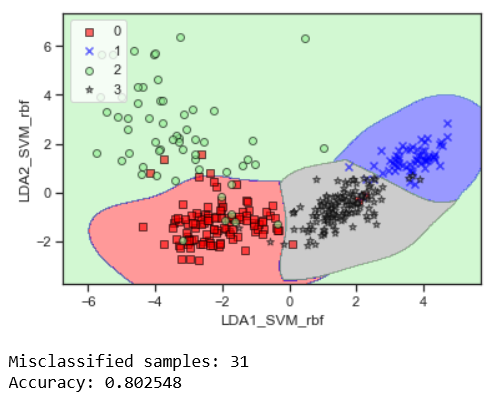 0
1
2
3
6
4
2
0
−2
LDA2_SVM_rbf
−6 −4 −2 0 2 4
LDA1_SVM_rbf
Misclassified samples: 31
Accuracy: 0.802548